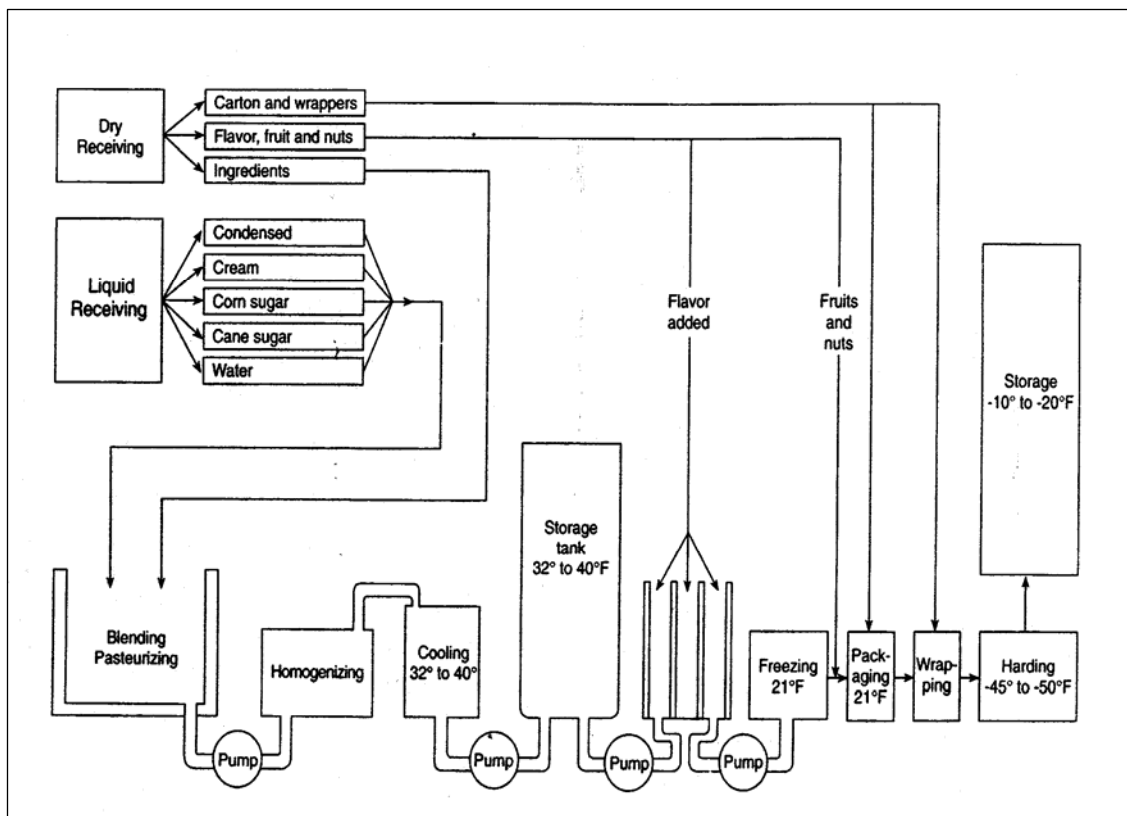 Dry
Receiving
Carton and wrappers
Flavor, fruit and nuts
Ingredients
Liquid
Receiving
Condensed
Cream
Corn sugar
Cane sugar
Water
Flavor
added
Fruits
and
nuts
Storage
-10° to -20°F
Storage
tank
32° to 40°F
Blending
Pasteurizing
Homogenizing
Cooling
32° to 40°
Freezing
21°F
Pack-
aging
21°F
Wrap-
ping
Harding
-45° to -50°F
Pump
Pump
Pump
Pump